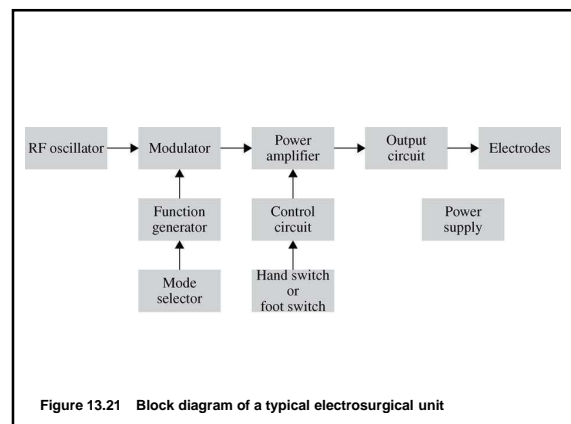 RF oscillator
Modulator
Power
amplifier
Output
circuit
Electrodes
Function
generator
Control
circuit
Power
supply
Mode
selector
Hand switch
or
foot switch
Figure 13.21 Block diagram of a typical electrosurgical unit